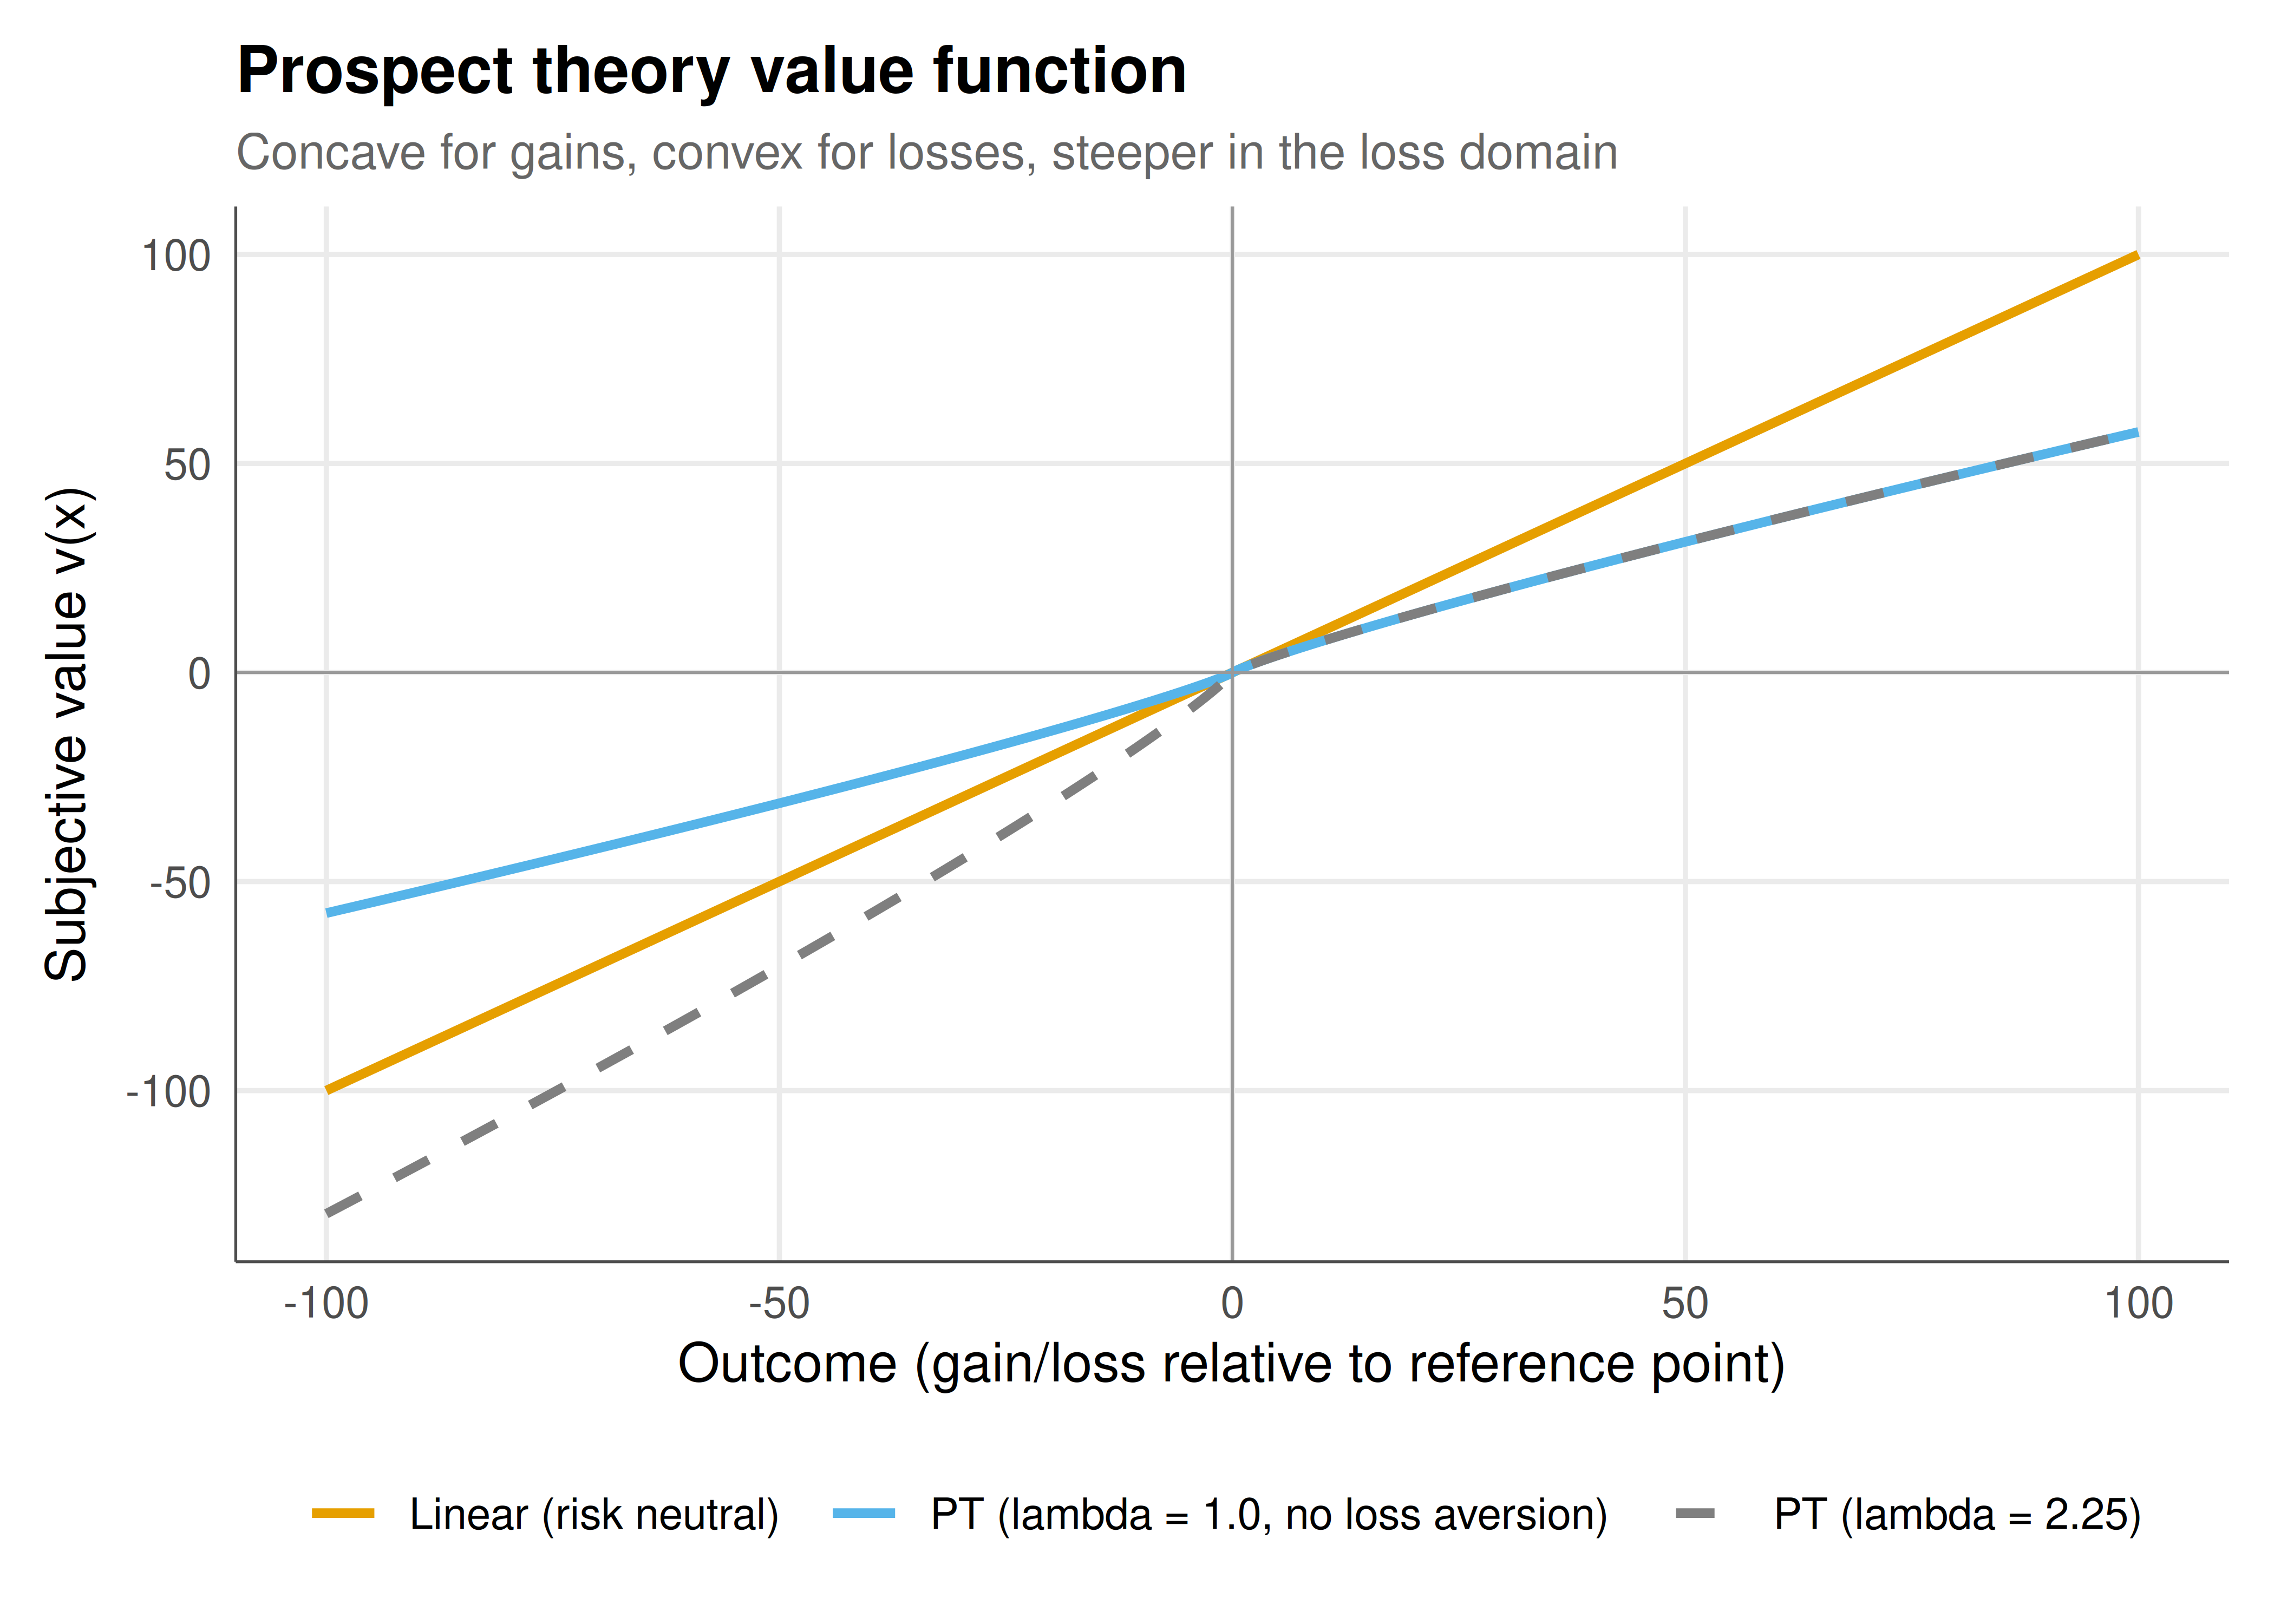 Prospect theory value function
Concave for gains, convex for losses, steeper in the loss domain
Subjective value v(x)
100
50
0
-50
-100
-100 -50 0 50 100
Outcome (gain/loss relative to reference point)
Linear (risk neutral) PT (lambda = 1.0, no loss aversion) PT (lambda = 2.25)